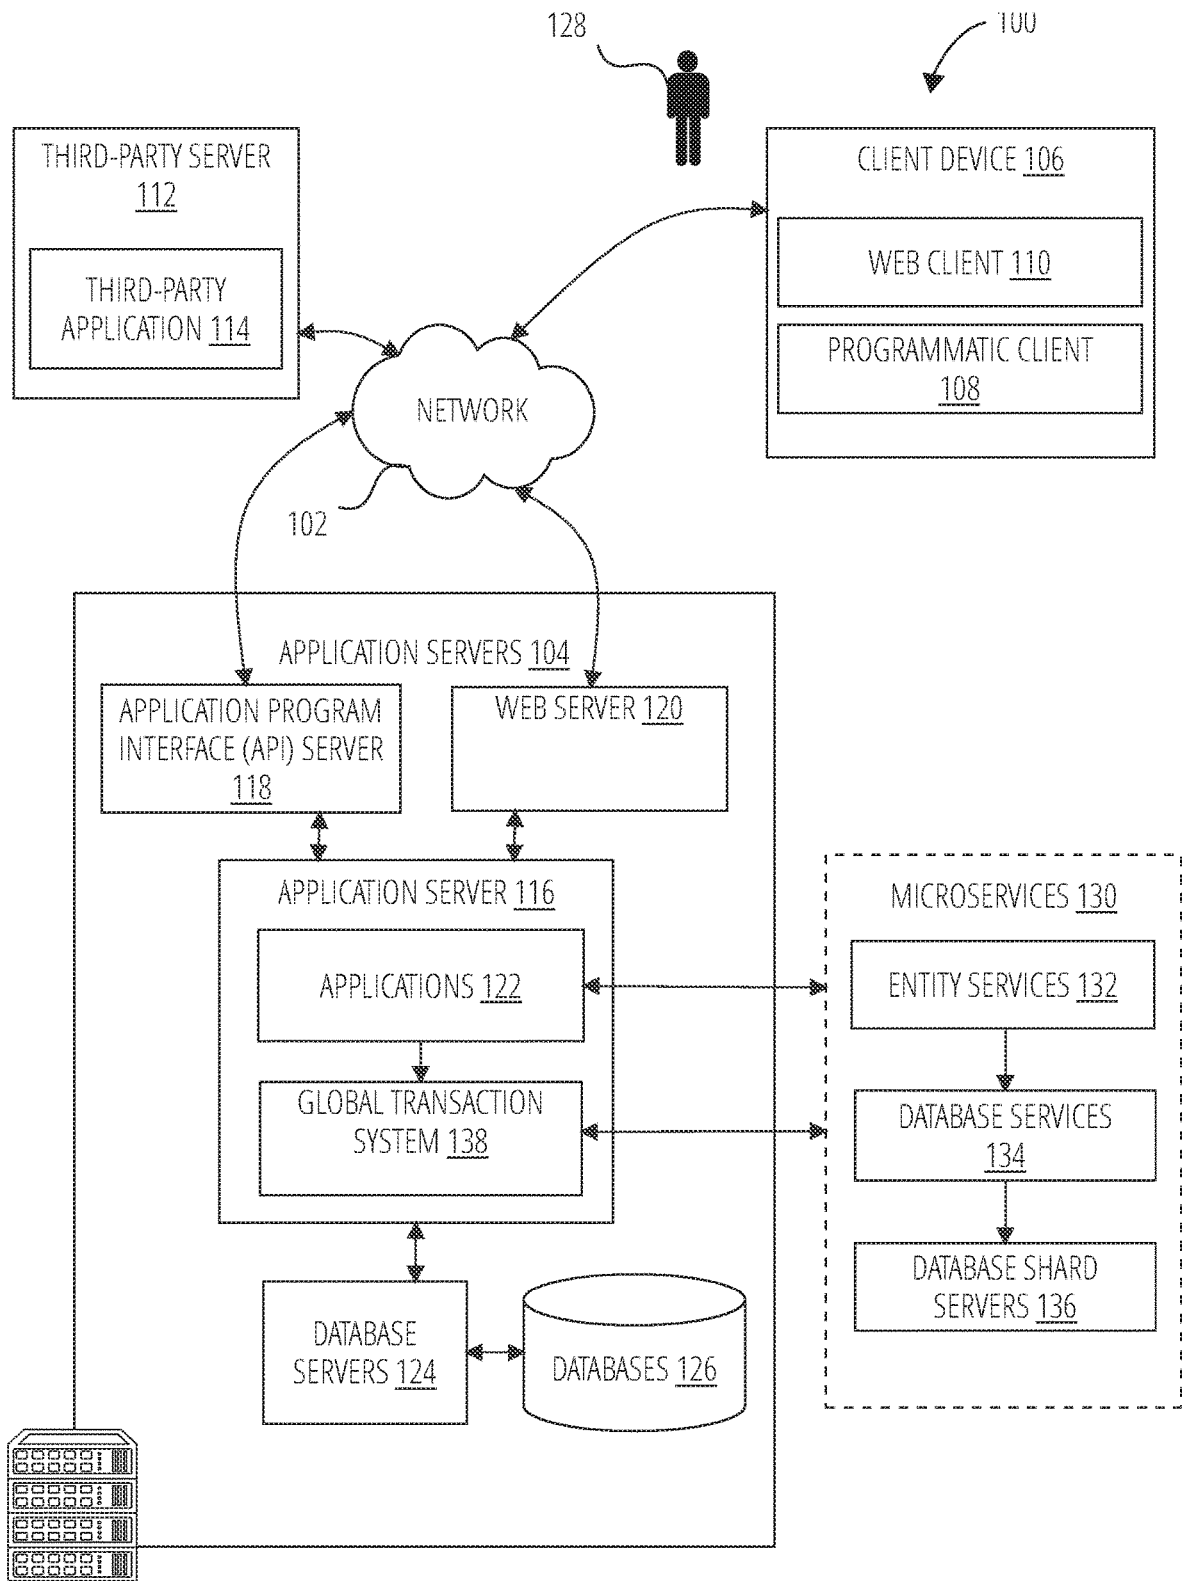 128
100
THIRD-PARTY SERVER
112
THIRD-PARTY
APPLICATION 114
CLIENT DEVICE 106
WEB CLIENT 110
PROGRAMMATIC CLIENT
108
NETWORK
102
APPLICATION SERVERS 104
APPLICATION PROGRAM
INTERFACE (API) SERVER
118
WEB SERVER 120
APPLICATION SERVER 116
APPLICATIONS 122
GLOBAL TRANSACTION
SYSTEM 138
MICROSERVICES 130
ENTITY SERVICES 132
DATABASE SERVICES
134
DATABASE SHARD
SERVERS 136
DATABASE
SERVERS 124
DATABASES 126